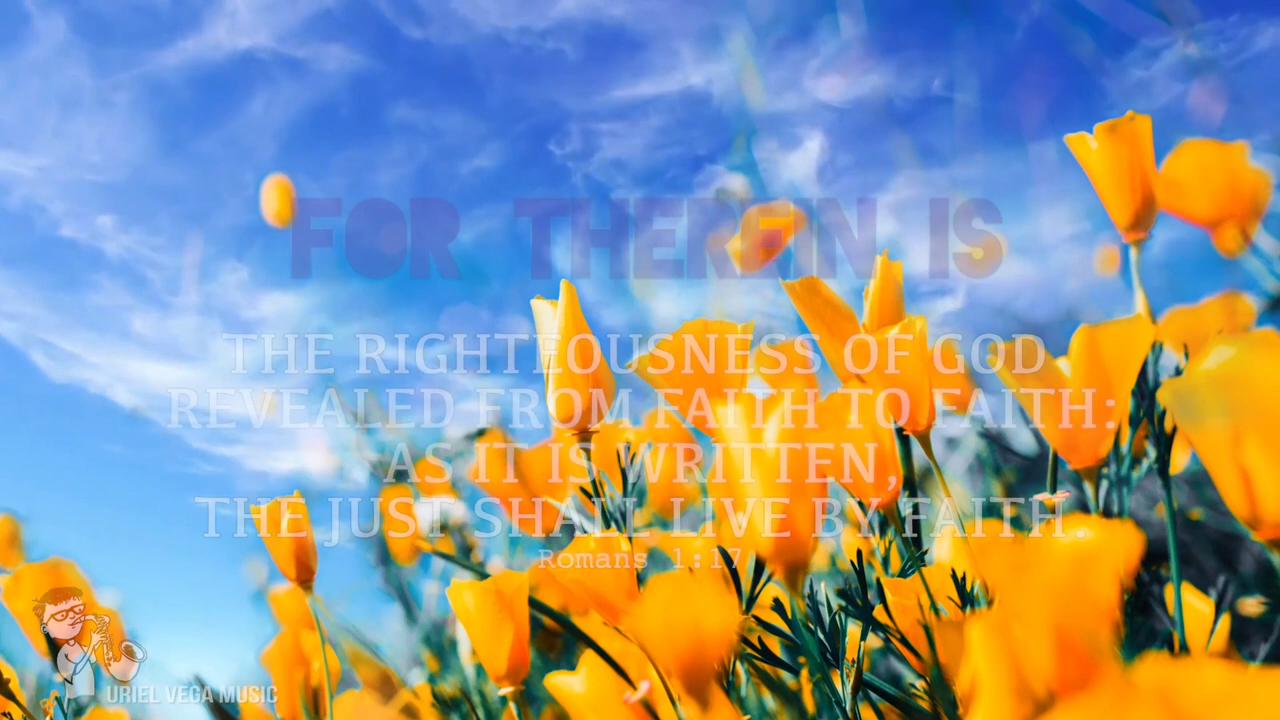 FOR THEREIN IS
THE RIGHTEOUSNESS OF GOD
REVEALED FROM FAITH TO FAITH:
AS IT IS WRITTEN,
THE JUST SHALL LIVE BY FAITH.
Romans 1:17
URIEL VEGA MUSIC